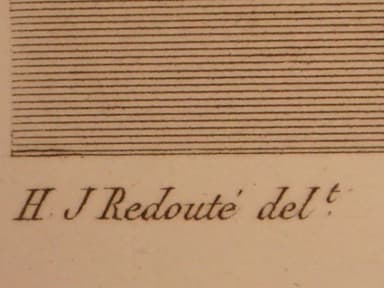 H J Redouté del.t